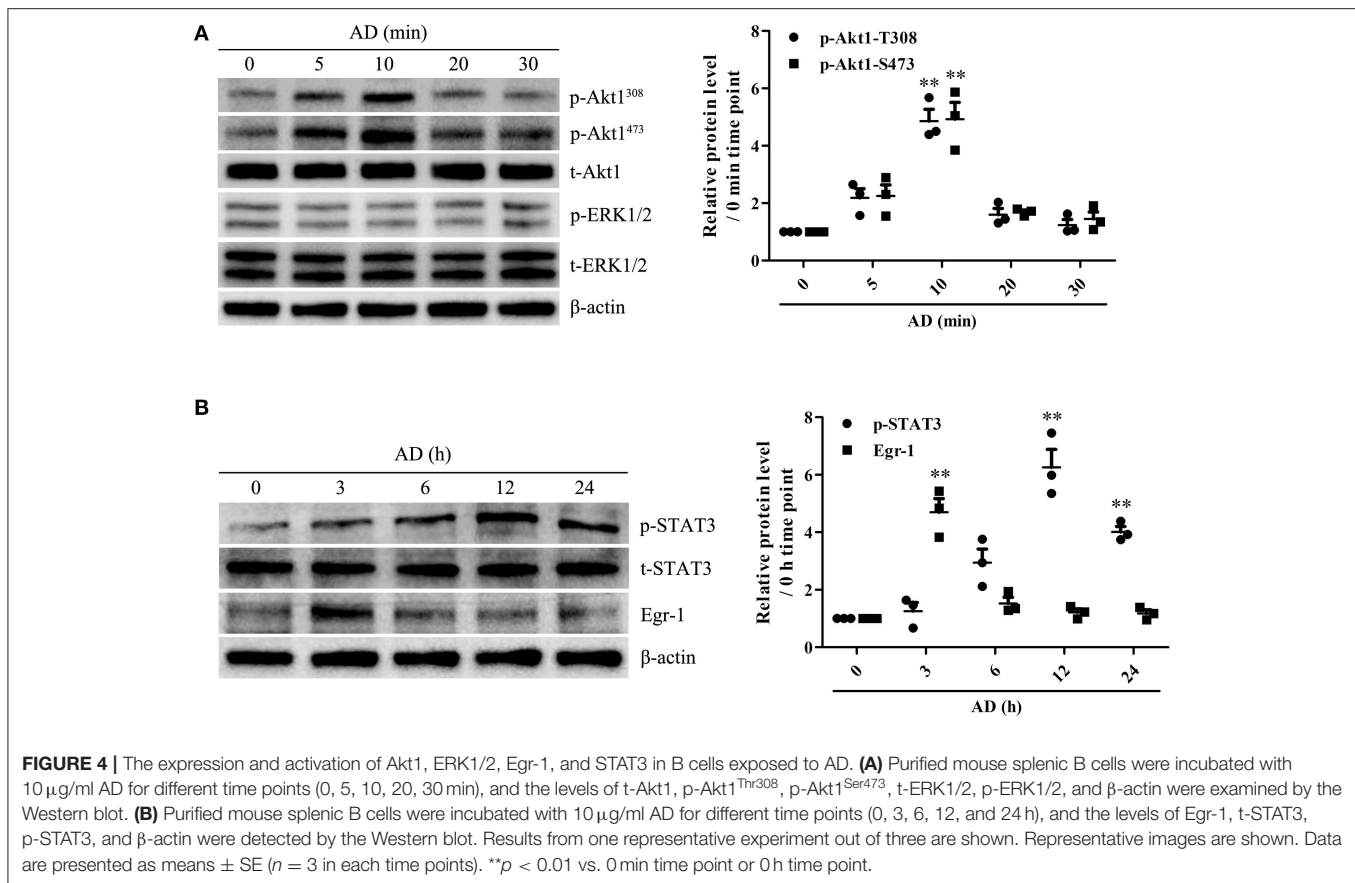 A
AD (min)
0 5 10 20 30
p-Akt1³⁰⁸
p-Akt1⁴⁷³
t-Akt1
p-ERK1/2
t-ERK1/2
β-actin
p-Akt1-T308
p-Akt1-S473
** **
Relative protein level
/ 0 min time point
8
6
4
2
0
0 5 10 20 30
AD (min)
B
AD (h)
0 3 6 12 24
p-STAT3
t-STAT3
Egr-1
β-actin
p-STAT3
Egr-1
**
**
**
Relative protein level
/ 0 h time point
8
6
4
2
0
0 3 6 12 24
AD (h)
FIGURE 4 | The expression and activation of Akt1, ERK1/2, Egr-1, and STAT3 in B cells exposed to AD. (A) Purified mouse splenic B cells were incubated with
10 μg/ml AD for different time points (0, 5, 10, 20, 30 min), and the levels of t-Akt1, p-Akt1ᵀʰʳ³⁰⁸, p-Akt1ˢᵉʳ⁴⁷³, t-ERK1/2, p-ERK1/2, and β-actin were examined by the
Western blot. (B) Purified mouse splenic B cells were incubated with 10 μg/ml AD for different time points (0, 3, 6, 12, and 24 h), and the levels of Egr-1, t-STAT3,
p-STAT3, and β-actin were detected by the Western blot. Results from one representative experiment out of three are shown. Representative images are shown. Data
are presented as means ± SE (n = 3 in each time points). **p < 0.01 vs. 0 min time point or 0 h time point.